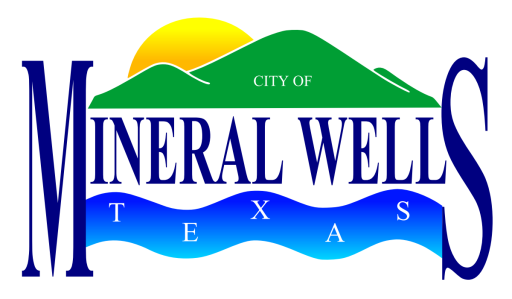 CITY OF
MINERAL WELLS
TEXAS